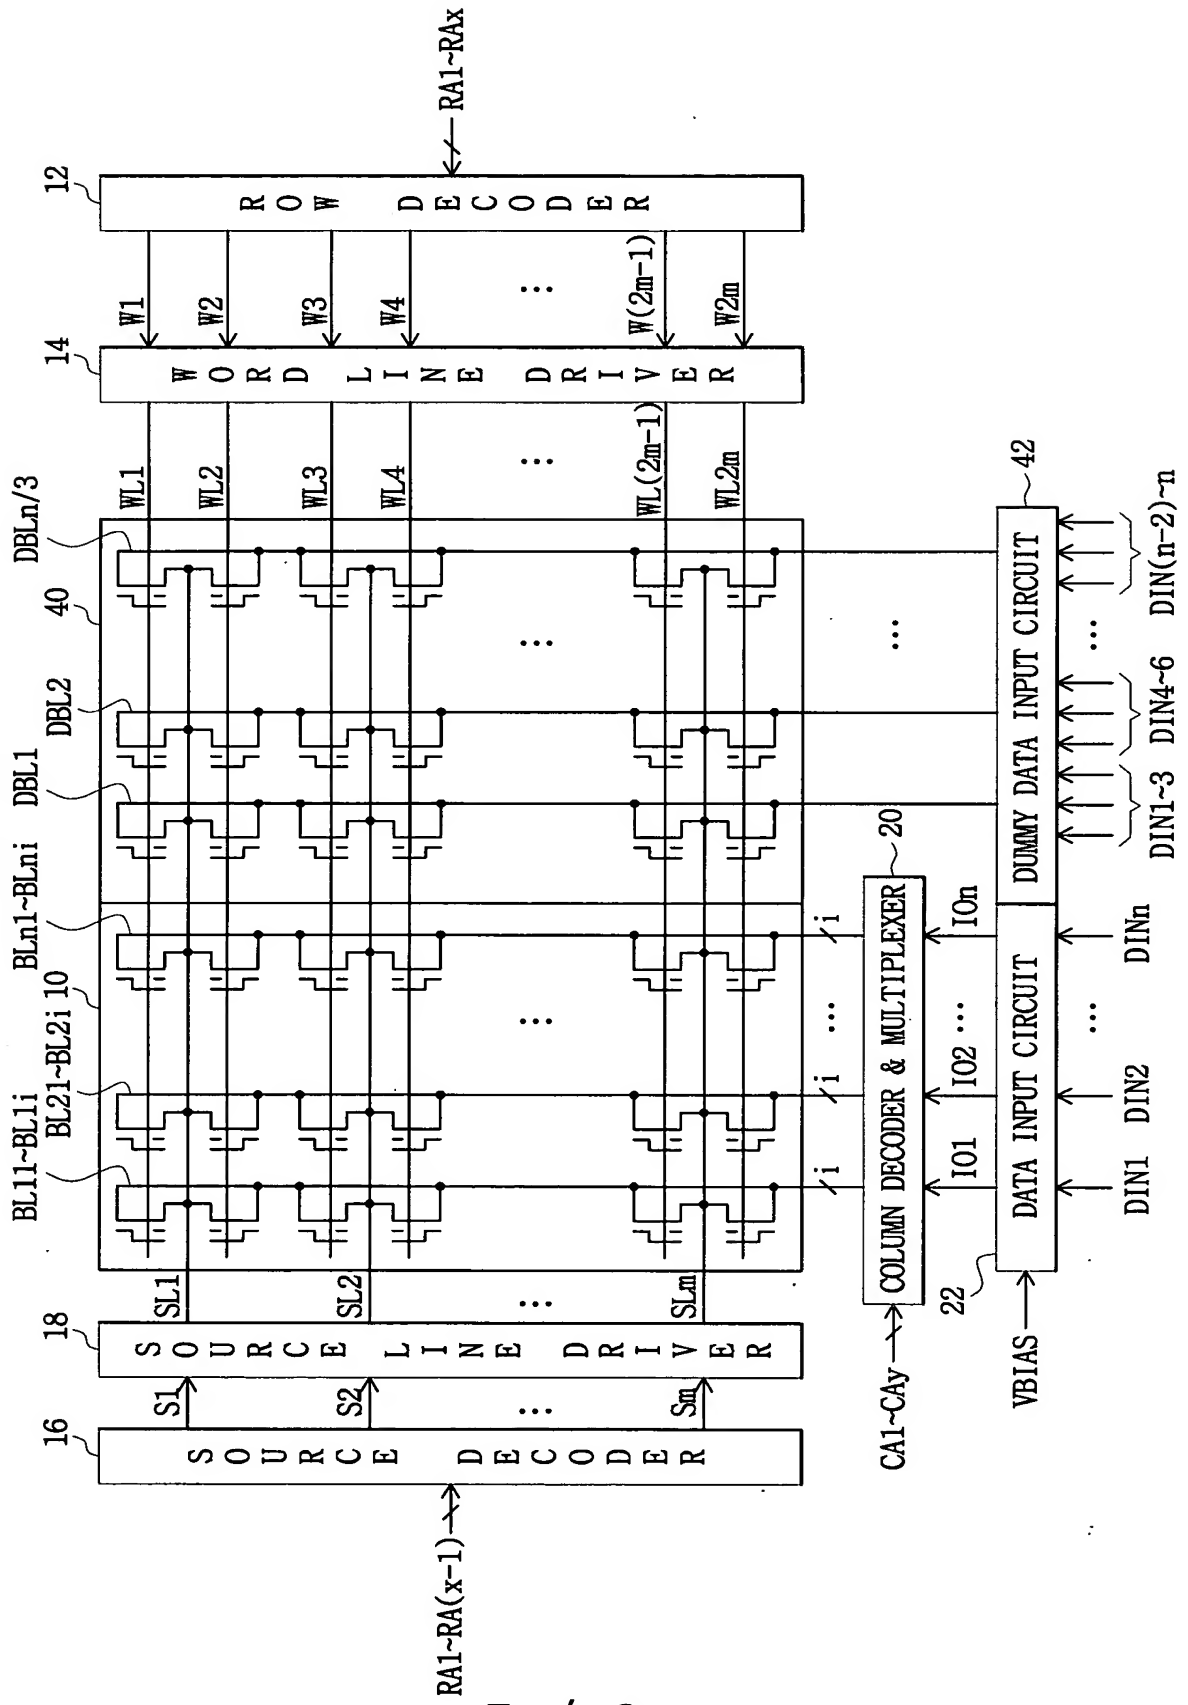 16
SOURCE DECODER
RA1~RA(x-1)
S1
S2
...
Sm
18
SOURCE LINE DRIVER
SL1
SL2
...
SLm
BL11~BL1i
BL21~BL2i
10
BLn1~BLni
DBL1
DBL2
40
DBLn/3
...
...
WL1
WL2
WL3
WL4
...
WL(2m-1)
WL2m
14
WORD LINE DRIVER
W1
W2
W3
W4
...
W(2m-1)
W2m
12
ROW DECODER
RA1~RAx
i
i
...
i
...
CA1~CAy
COLUMN DECODER & MULTIPLEXER
20
IO1
IO2
...
IOn
22
VBIAS
DATA INPUT CIRCUIT
DUMMY DATA INPUT CIRCUIT
42
DIN1
DIN2
...
DINn
DIN1~3
DIN4~6
...
DIN(n-2)~n